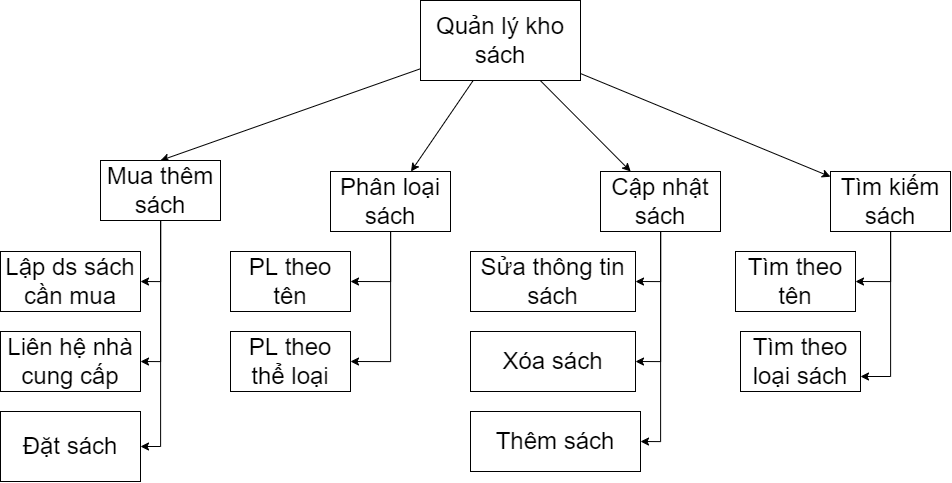 Quản lý kho
sách
Mua thêm
sách
Phân loại
sách
Cập nhật
sách
Tìm kiếm
sách
Lập ds sách
cần mua
PL theo
tên
Sửa thông tin
sách
Tìm theo
tên
Liên hệ nhà
cung cấp
PL theo
thể loại
Xóa sách
Tìm theo
loại sách
Đặt sách
Thêm sách